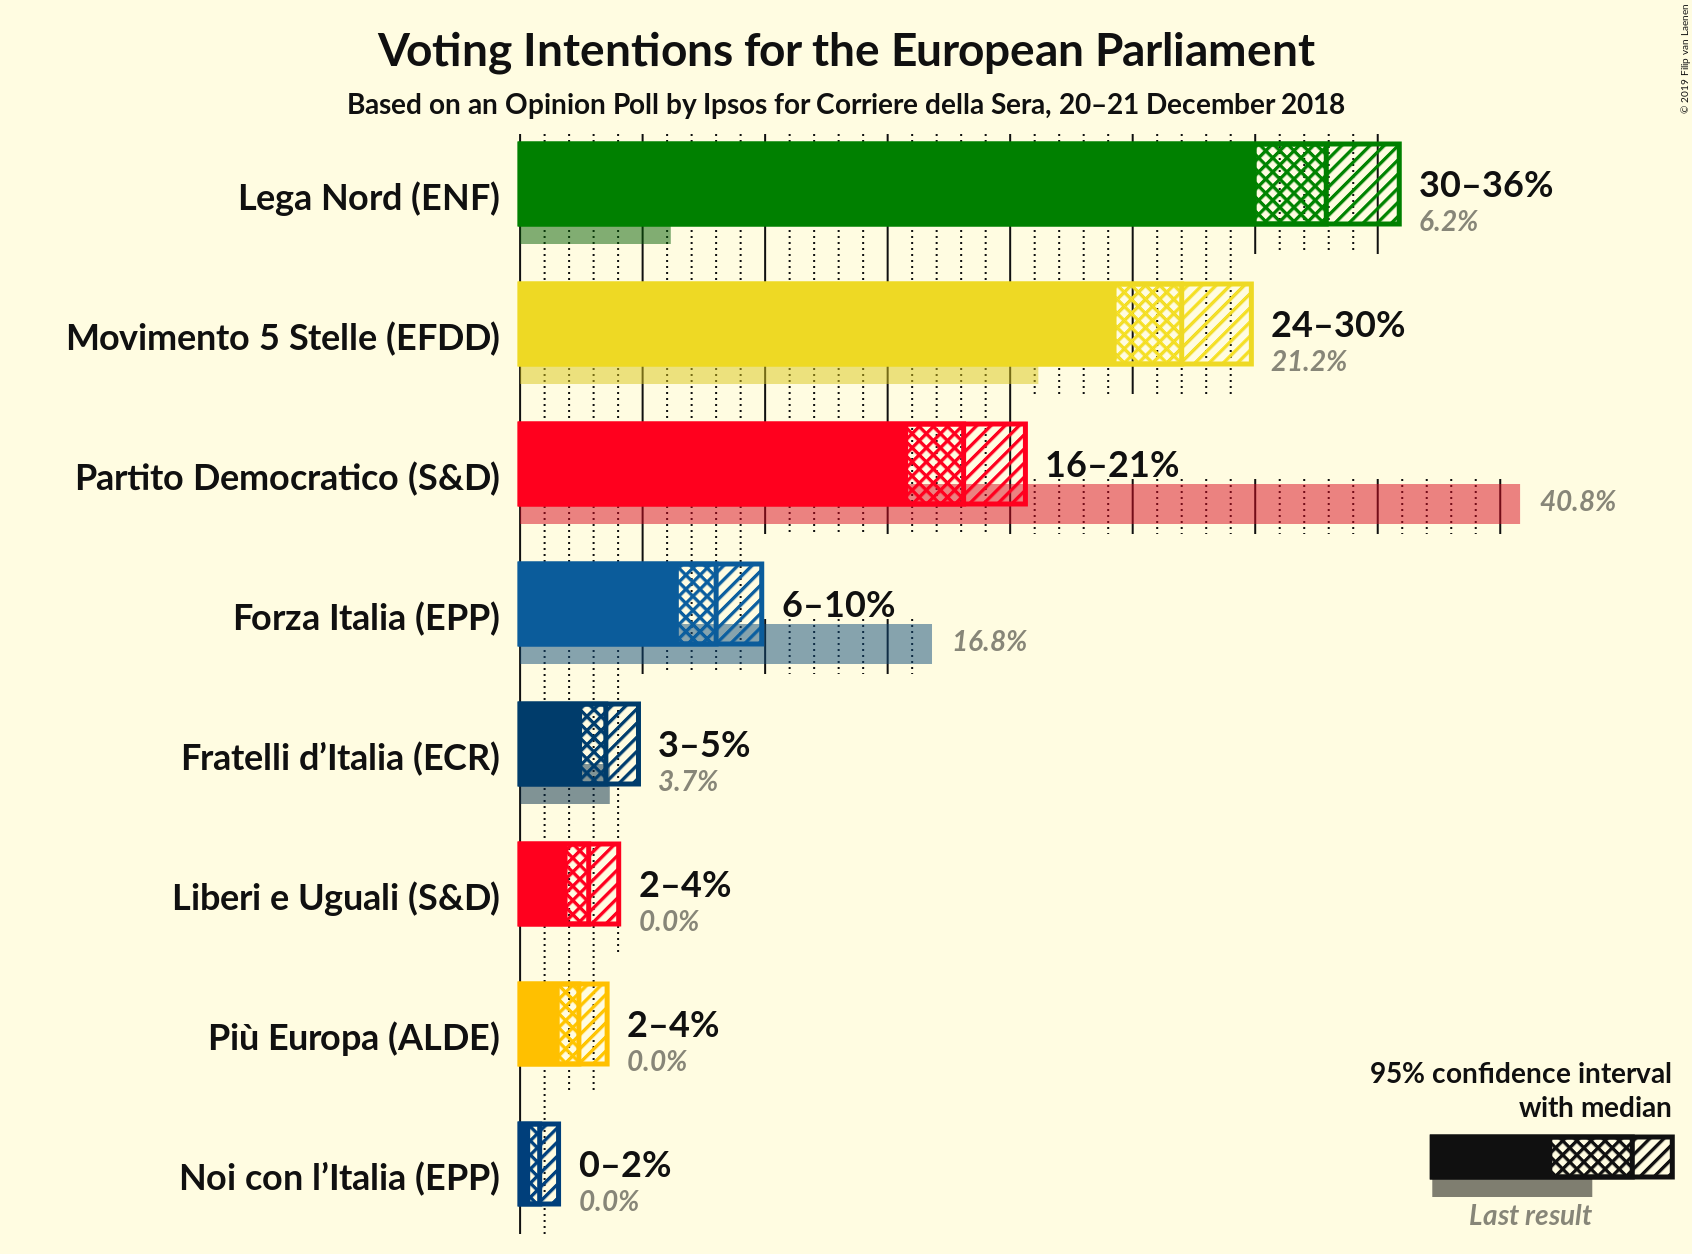 Voting Intentions for the European Parliament
Based on an Opinion Poll by Ipsos for Corriere della Sera, 20–21 December 2018
© 2019 Filip van Laenen
Lega Nord (ENF)
30–36%
6.2%
Movimento 5 Stelle (EFDD)
24–30%
21.2%
Partito Democratico (S&D)
16–21%
40.8%
Forza Italia (EPP)
6–10%
16.8%
Fratelli d’Italia (ECR)
3–5%
3.7%
Liberi e Uguali (S&D)
2–4%
0.0%
Più Europa (ALDE)
2–4%
0.0%
Noi con l’Italia (EPP)
0–2%
0.0%
95% confidence interval
with median
Last result